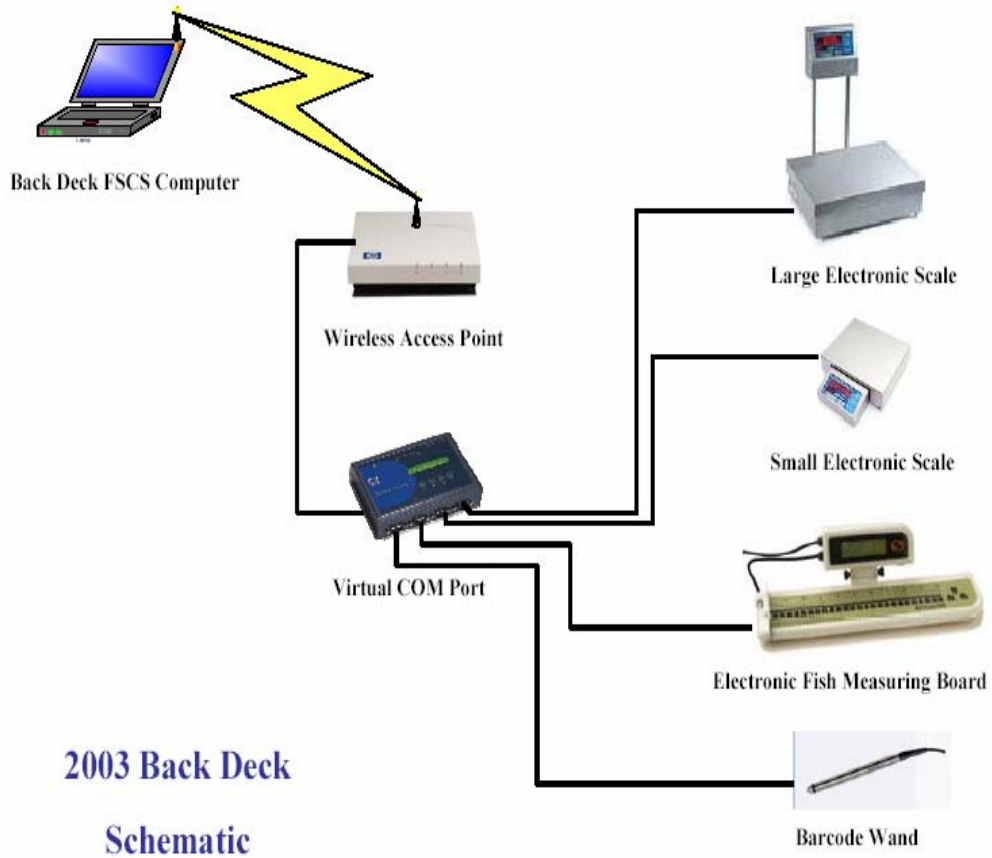 Back Deck FSCS Computer
Wireless Access Point
Large Electronic Scale
Small Electronic Scale
Virtual COM Port
Electronic Fish Measuring Board
2003 Back Deck
Schematic
Barcode Wand